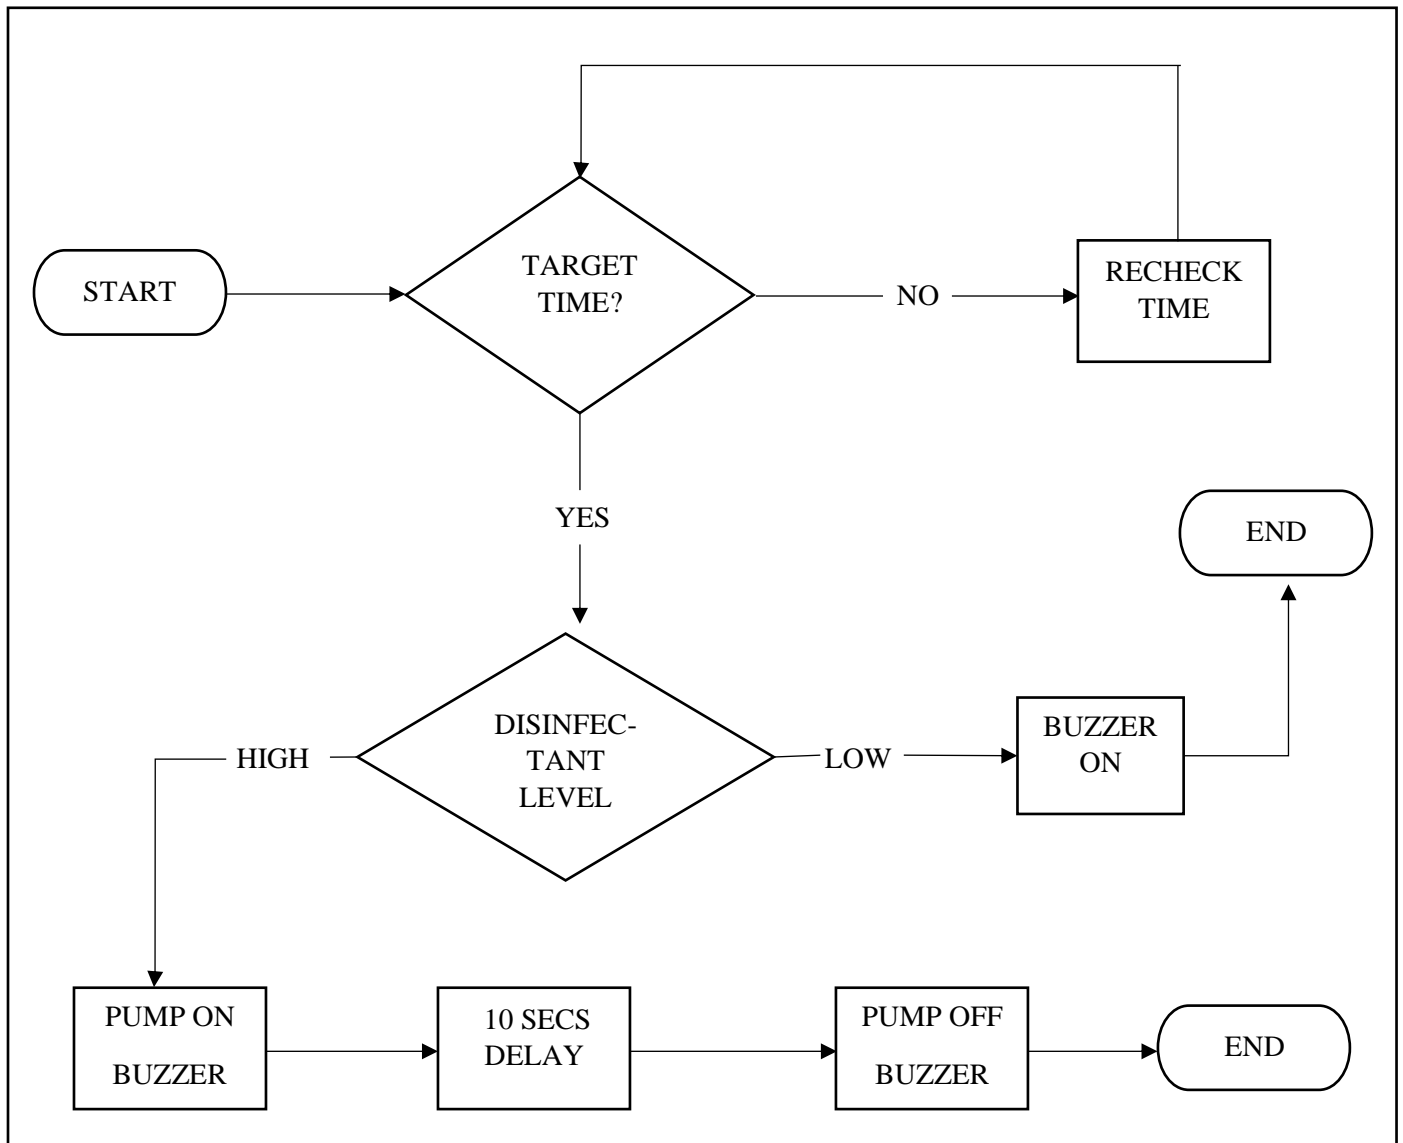 START
TARGET
TIME?
NO
RECHECK
TIME
YES
END
DISINFEC-
TANT
LEVEL
HIGH
LOW
BUZZER
ON
PUMP ON
BUZZER
10 SECS
DELAY
PUMP OFF
BUZZER
END